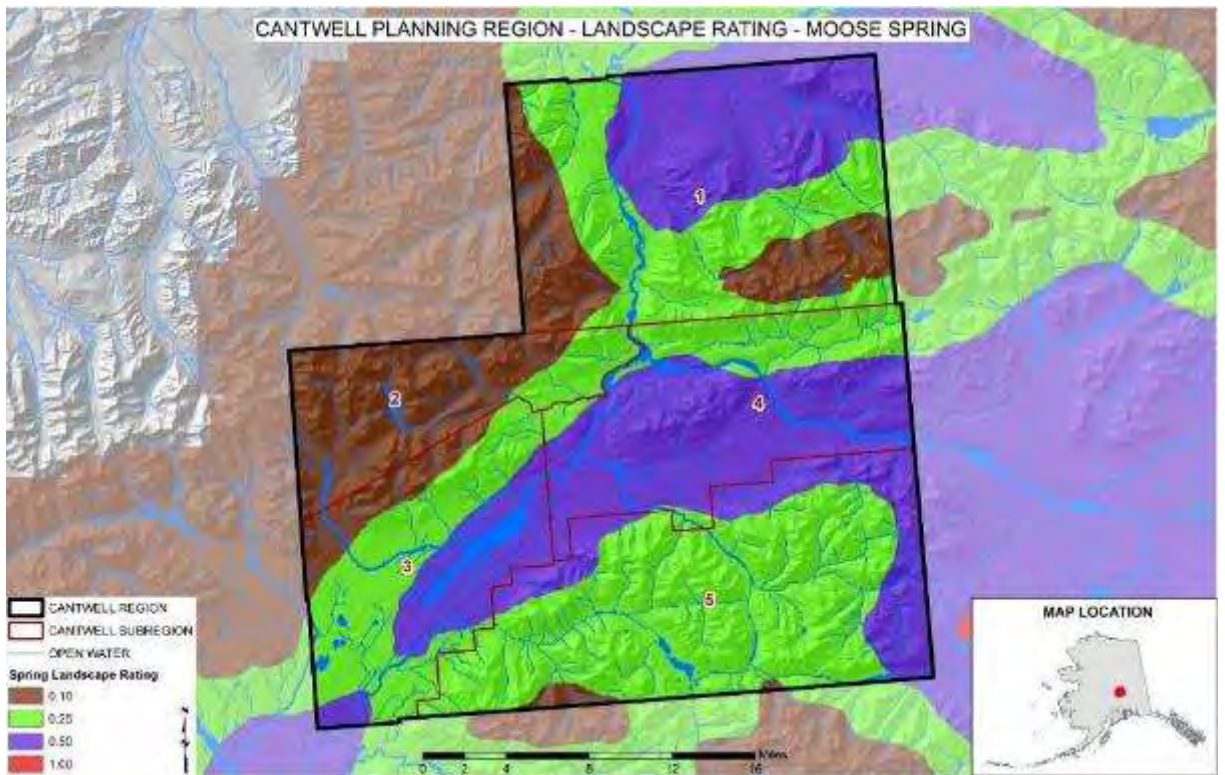 CANTWELL PLANNING REGION - LANDSCAPE RATING - MOOSE SPRING
1
2
4
3
5
CANTWELL REGION
CANTWELL SUBREGION
OPEN WATER
Spring Landscape Rating
0.10
0.25
0.50
1.00
Miles
0 2 4 8 12 16
MAP LOCATION